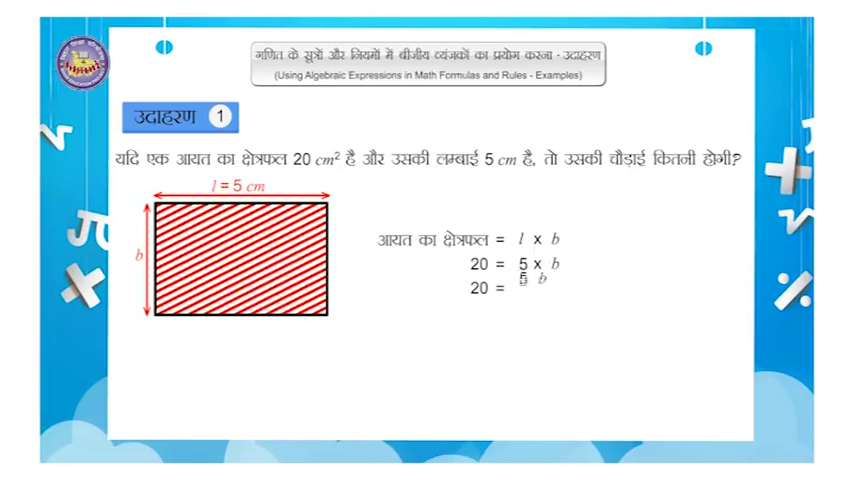 गणित के सूत्रों और नियमों में बीजीय व्यंजकों का प्रयोग करना - उदाहरण
(Using Algebraic Expressions in Math Formulas and Rules - Examples)
उदाहरण 1
यदि एक आयत का क्षेत्रफल 20 cm² है और उसकी लम्बाई 5 cm है, तो उसकी चौड़ाई कितनी होगी?
l = 5 cm
b
आयत का क्षेत्रफल = l x b
20 = 5 x b
5 b
20 =